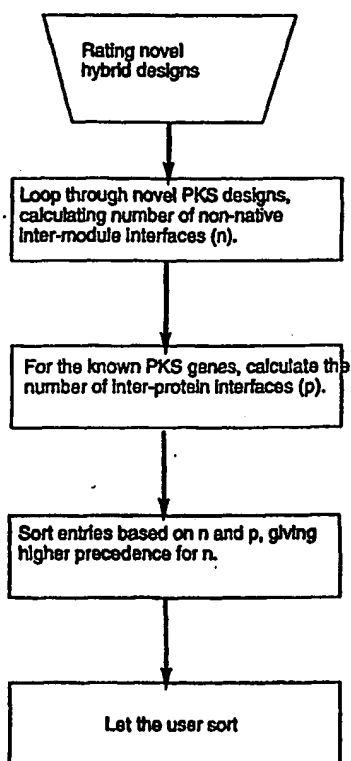 Rating novel
hybrid designs
Loop through novel PKS designs,
calculating number of non-native
inter-module interfaces (n).
For the known PKS genes, calculate the
number of inter-protein interfaces (p).
Sort entries based on n and p, giving
higher precedence for n.
Let the user sort